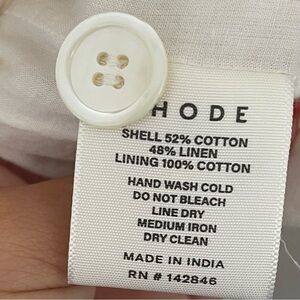 HODE
SHELL 52% COTTON
48% LINEN
LINING 100% COTTON
HAND WASH COLD
DO NOT BLEACH
LINE DRY
MEDIUM IRON
DRY CLEAN
MADE IN INDIA
RN # 142846